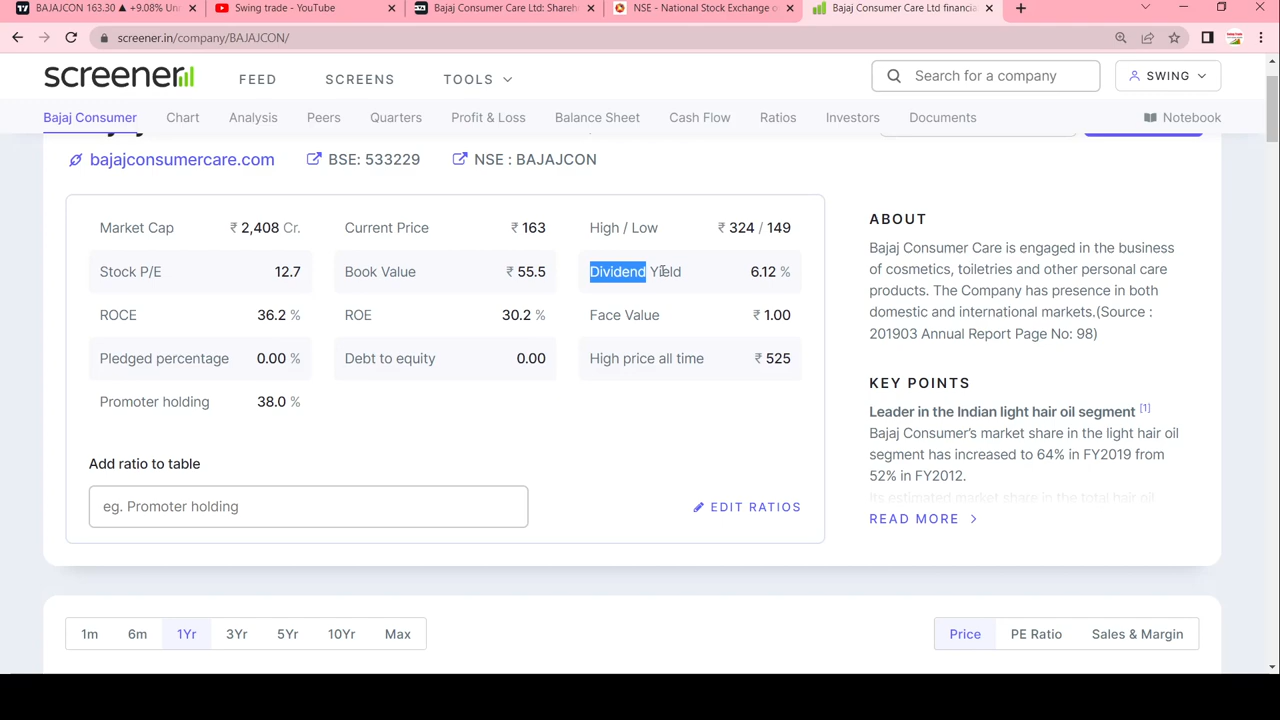 BAJAJCON 163.30 ▲ +9.08% Un
Swing trade - YouTube
Bajaj Consumer Care Ltd: Shareh
NSE - National Stock Exchange o
Bajaj Consumer Care Ltd financia
screener.in/company/BAJAJCON/
screener
FEED
SCREENS
TOOLS
Search for a company
SWING
Bajaj Consumer
Chart
Analysis
Peers
Quarters
Profit & Loss
Balance Sheet
Cash Flow
Ratios
Investors
Documents
Notebook
bajajconsumercare.com
BSE: 533229
NSE : BAJAJCON
Market Cap ₹ 2,408 Cr.
Current Price ₹ 163
High / Low ₹ 324 / 149
Stock P/E 12.7
Book Value ₹ 55.5
Dividend Yield 6.12 %
ROCE 36.2 %
ROE 30.2 %
Face Value ₹ 1.00
Pledged percentage 0.00 %
Debt to equity 0.00
High price all time ₹ 525
Promoter holding 38.0 %
Add ratio to table
eg. Promoter holding
EDIT RATIOS
ABOUT
Bajaj Consumer Care is engaged in the business
of cosmetics, toiletries and other personal care
products. The Company has presence in both
domestic and international markets.(Source :
201903 Annual Report Page No: 98)
KEY POINTS
Leader in the Indian light hair oil segment [1]
Bajaj Consumer's market share in the light hair oil
segment has increased to 64% in FY2019 from
52% in FY2012.
Its estimated market share in the total hair oil
READ MORE
1m
6m
1Yr
3Yr
5Yr
10Yr
Max
Price
PE Ratio
Sales & Margin